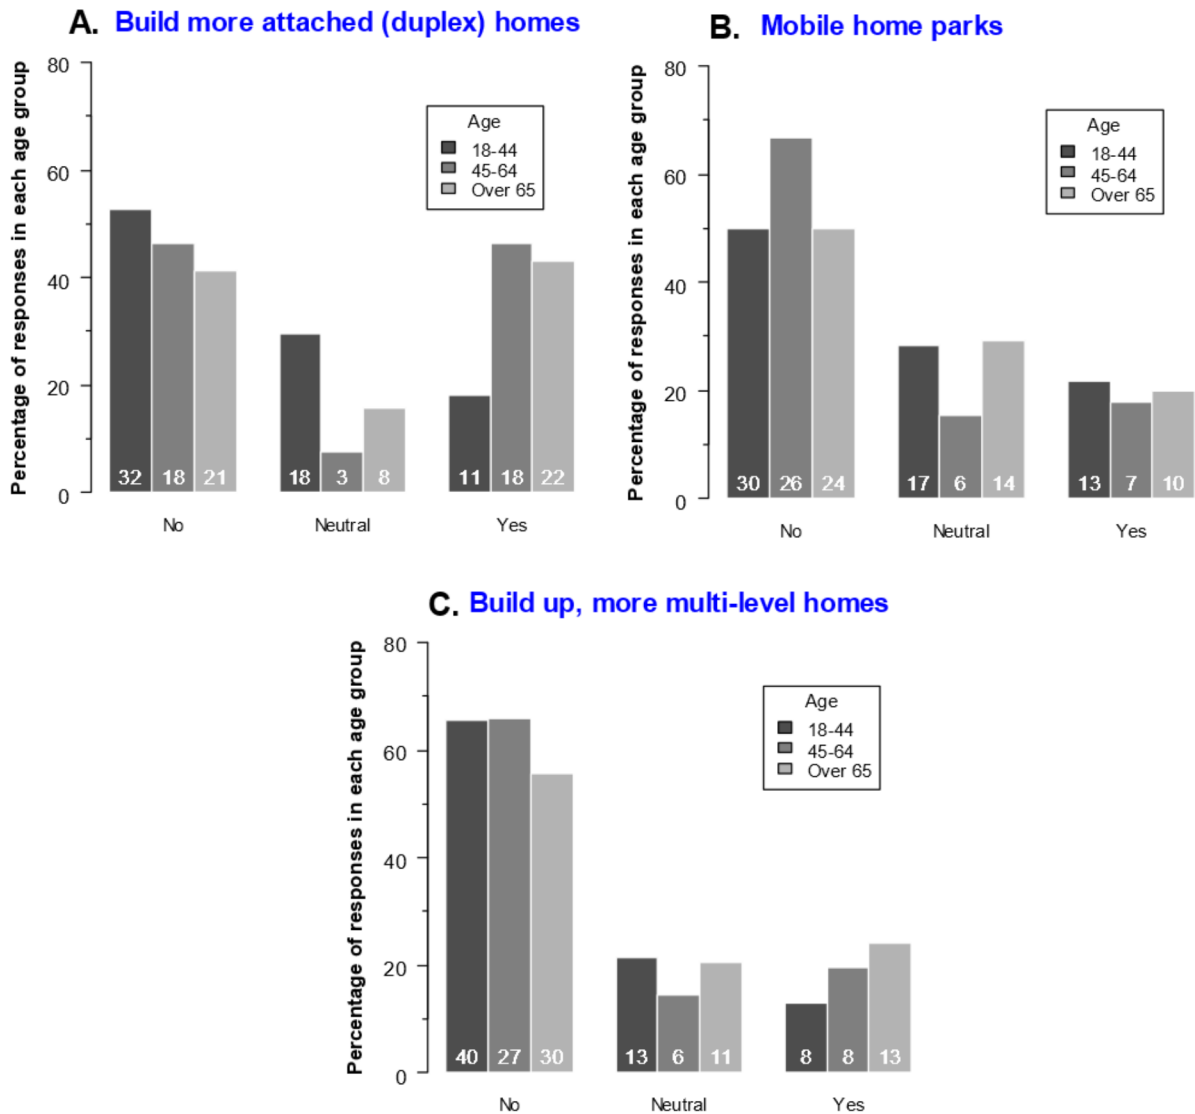 A. Build more attached (duplex) homes
Percentage of responses in each age group
80
60
40
20
0
Age
18-44
45-64
Over 65
32 18 21 18 3 8 11 18 22
No Neutral Yes
B. Mobile home parks
Percentage of responses in each age group
80
60
40
20
0
Age
18-44
45-64
Over 65
30 26 24 17 6 14 13 7 10
No Neutral Yes
C. Build up, more multi-level homes
Percentage of responses in each age group
80
60
40
20
0
Age
18-44
45-64
Over 65
40 27 30 13 6 11 8 8 13
No Neutral Yes